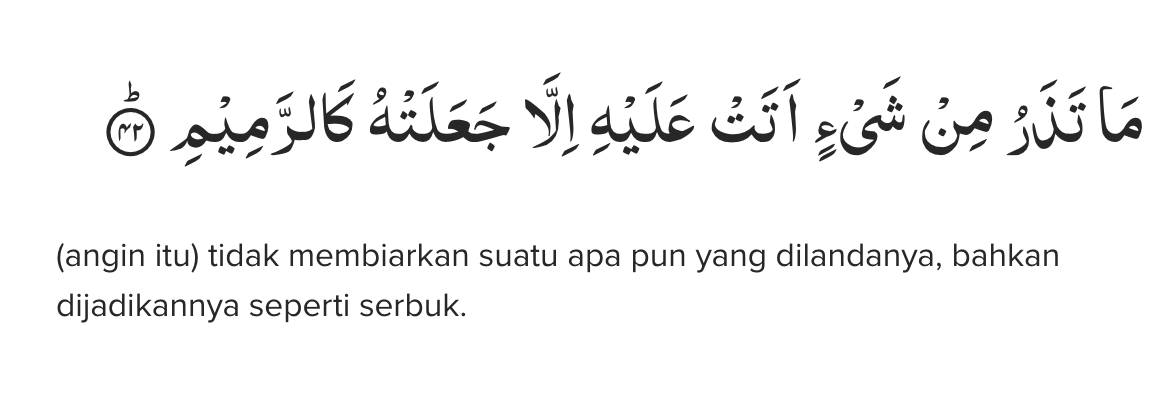 مَا تَذَرُ مِنْ شَيْءٍ اَتَتْ عَلَيْهِ اِلَّا جَعَلَتْهُ كَالرَّمِيْمِۗ ۝٤٢
(angin itu) tidak membiarkan suatu apa pun yang dilandanya, bahkan
dijadikannya seperti serbuk.